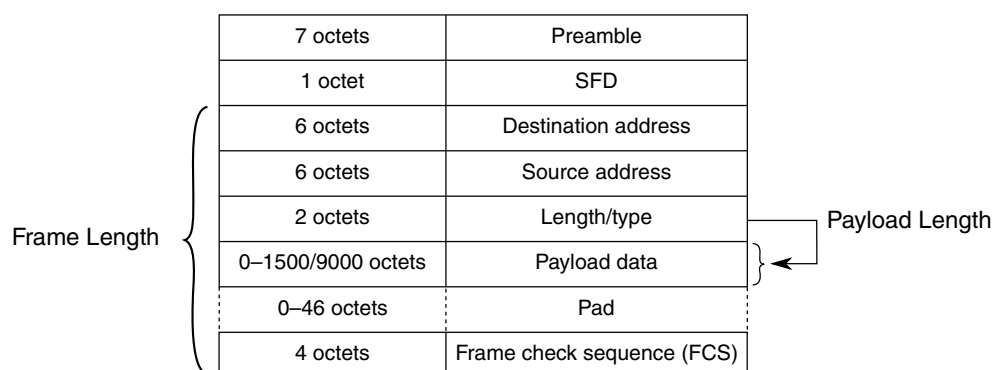 7 octets Preamble
1 octet SFD
6 octets Destination address
6 octets Source address
2 octets Length/type
Payload Length
Frame Length
0–1500/9000 octets Payload data
0–46 octets Pad
4 octets Frame check sequence (FCS)